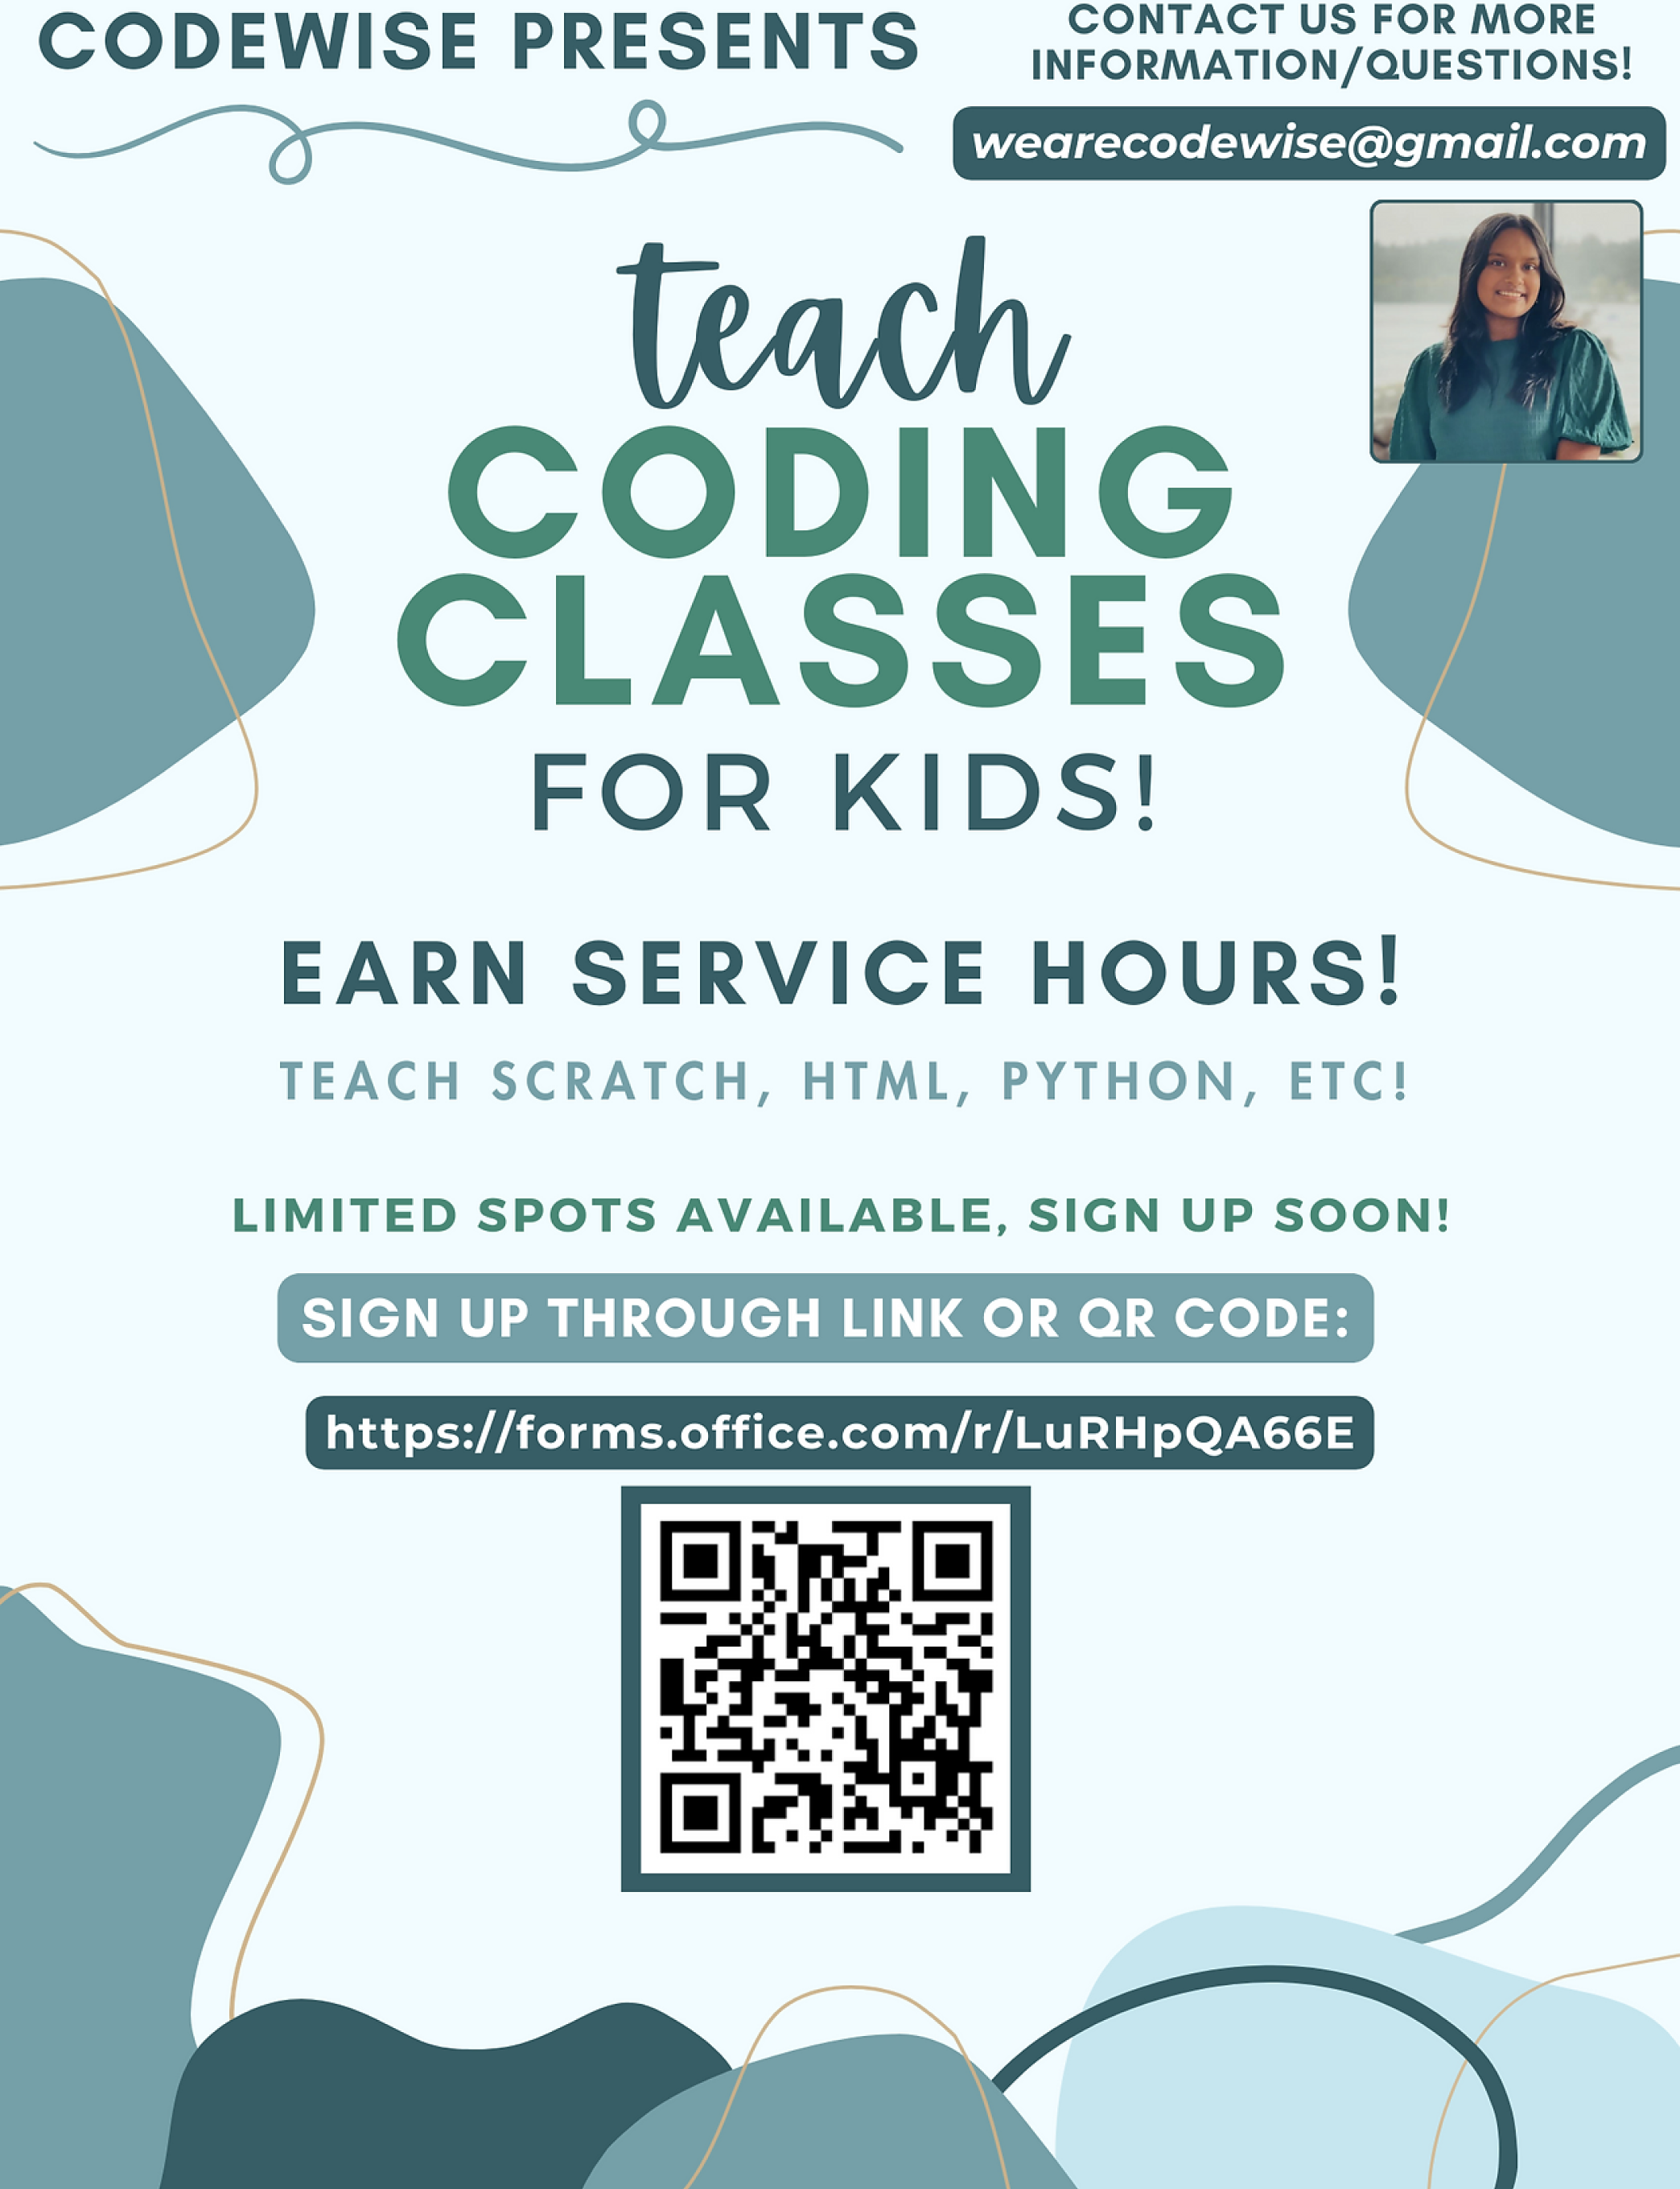 CODEWISE PRESENTS
CONTACT US FOR MORE
INFORMATION/QUESTIONS!
wearecodewise@gmail.com
teach
CODING
CLASSES
FOR KIDS!
EARN SERVICE HOURS!
TEACH SCRATCH, HTML, PYTHON, ETC!
LIMITED SPOTS AVAILABLE, SIGN UP SOON!
SIGN UP THROUGH LINK OR QR CODE:
https://forms.office.com/r/LuRHpQA66E